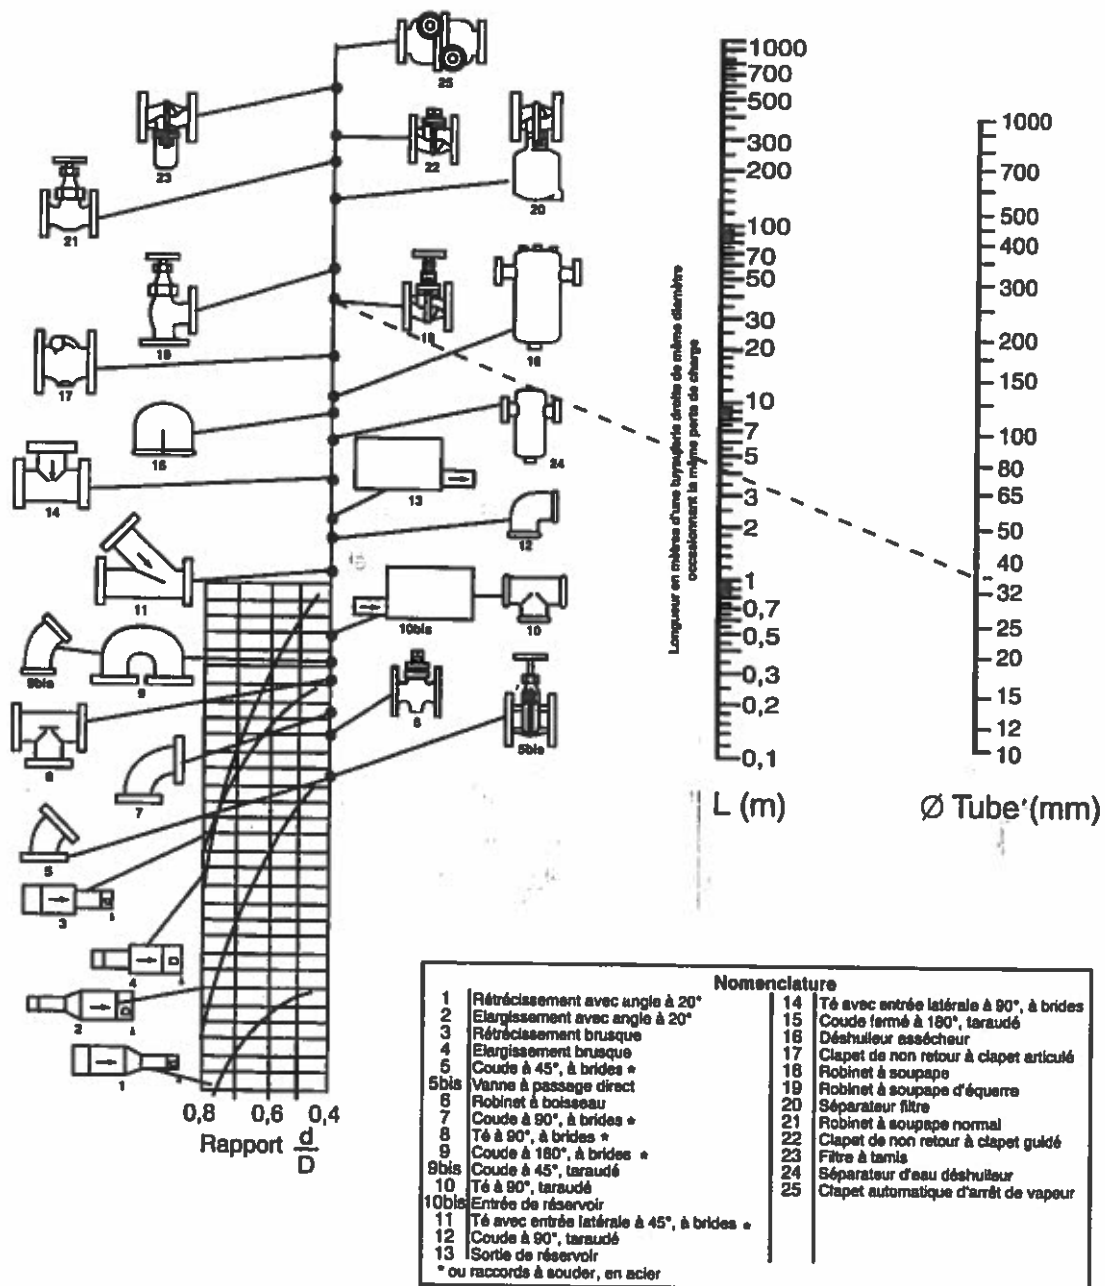 25
23
22
20
21
19
18
16
17
15
24
14
13
12
11
10bis
10
9bis
9
8
6
5bis
7
5
3
4
D
2
D
1
0,8 0,6 0,4
Rapport d/D
Longueur en mètres d'une tuyauterie droite de même diamètre
occasionnant la même perte de charge
1000
700
500
300
200
100
70
50
30
20
10
7
5
3
2
1
0,7
0,5
0,3
0,2
0,1
L (m)
1000
700
500
400
300
200
150
100
80
65
50
40
32
25
20
15
12
10
Ø Tube (mm)
Nomenclature
1 Rétrécissement avec angle à 20°
2 Elargissement avec angle à 20°
3 Rétrécissement brusque
4 Elargissement brusque
5 Coude à 45°, à brides *
5bis Vanne à passage direct
6 Robinet à boisseau
7 Coude à 90°, à brides *
8 Té à 90°, à brides *
9 Coude à 180°, à brides *
9bis Coude à 45°, taraudé
10 Té à 90°, taraudé
10bis Entrée de réservoir
11 Té avec entrée latérale à 45°, à brides *
12 Coude à 90°, taraudé
13 Sortie de réservoir
* ou raccords à souder, en acier
14 Té avec entrée latérale à 90°, à brides
15 Coude fermé à 180°, taraudé
16 Déshuileur assécheur
17 Clapet de non retour à clapet articulé
18 Robinet à soupape
19 Robinet à soupape d'équerre
20 Séparateur filtre
21 Robinet à soupape normal
22 Clapet de non retour à clapet guidé
23 Filtre à tamis
24 Séparateur d'eau déshuileur
25 Clapet automatique d'arrêt de vapeur